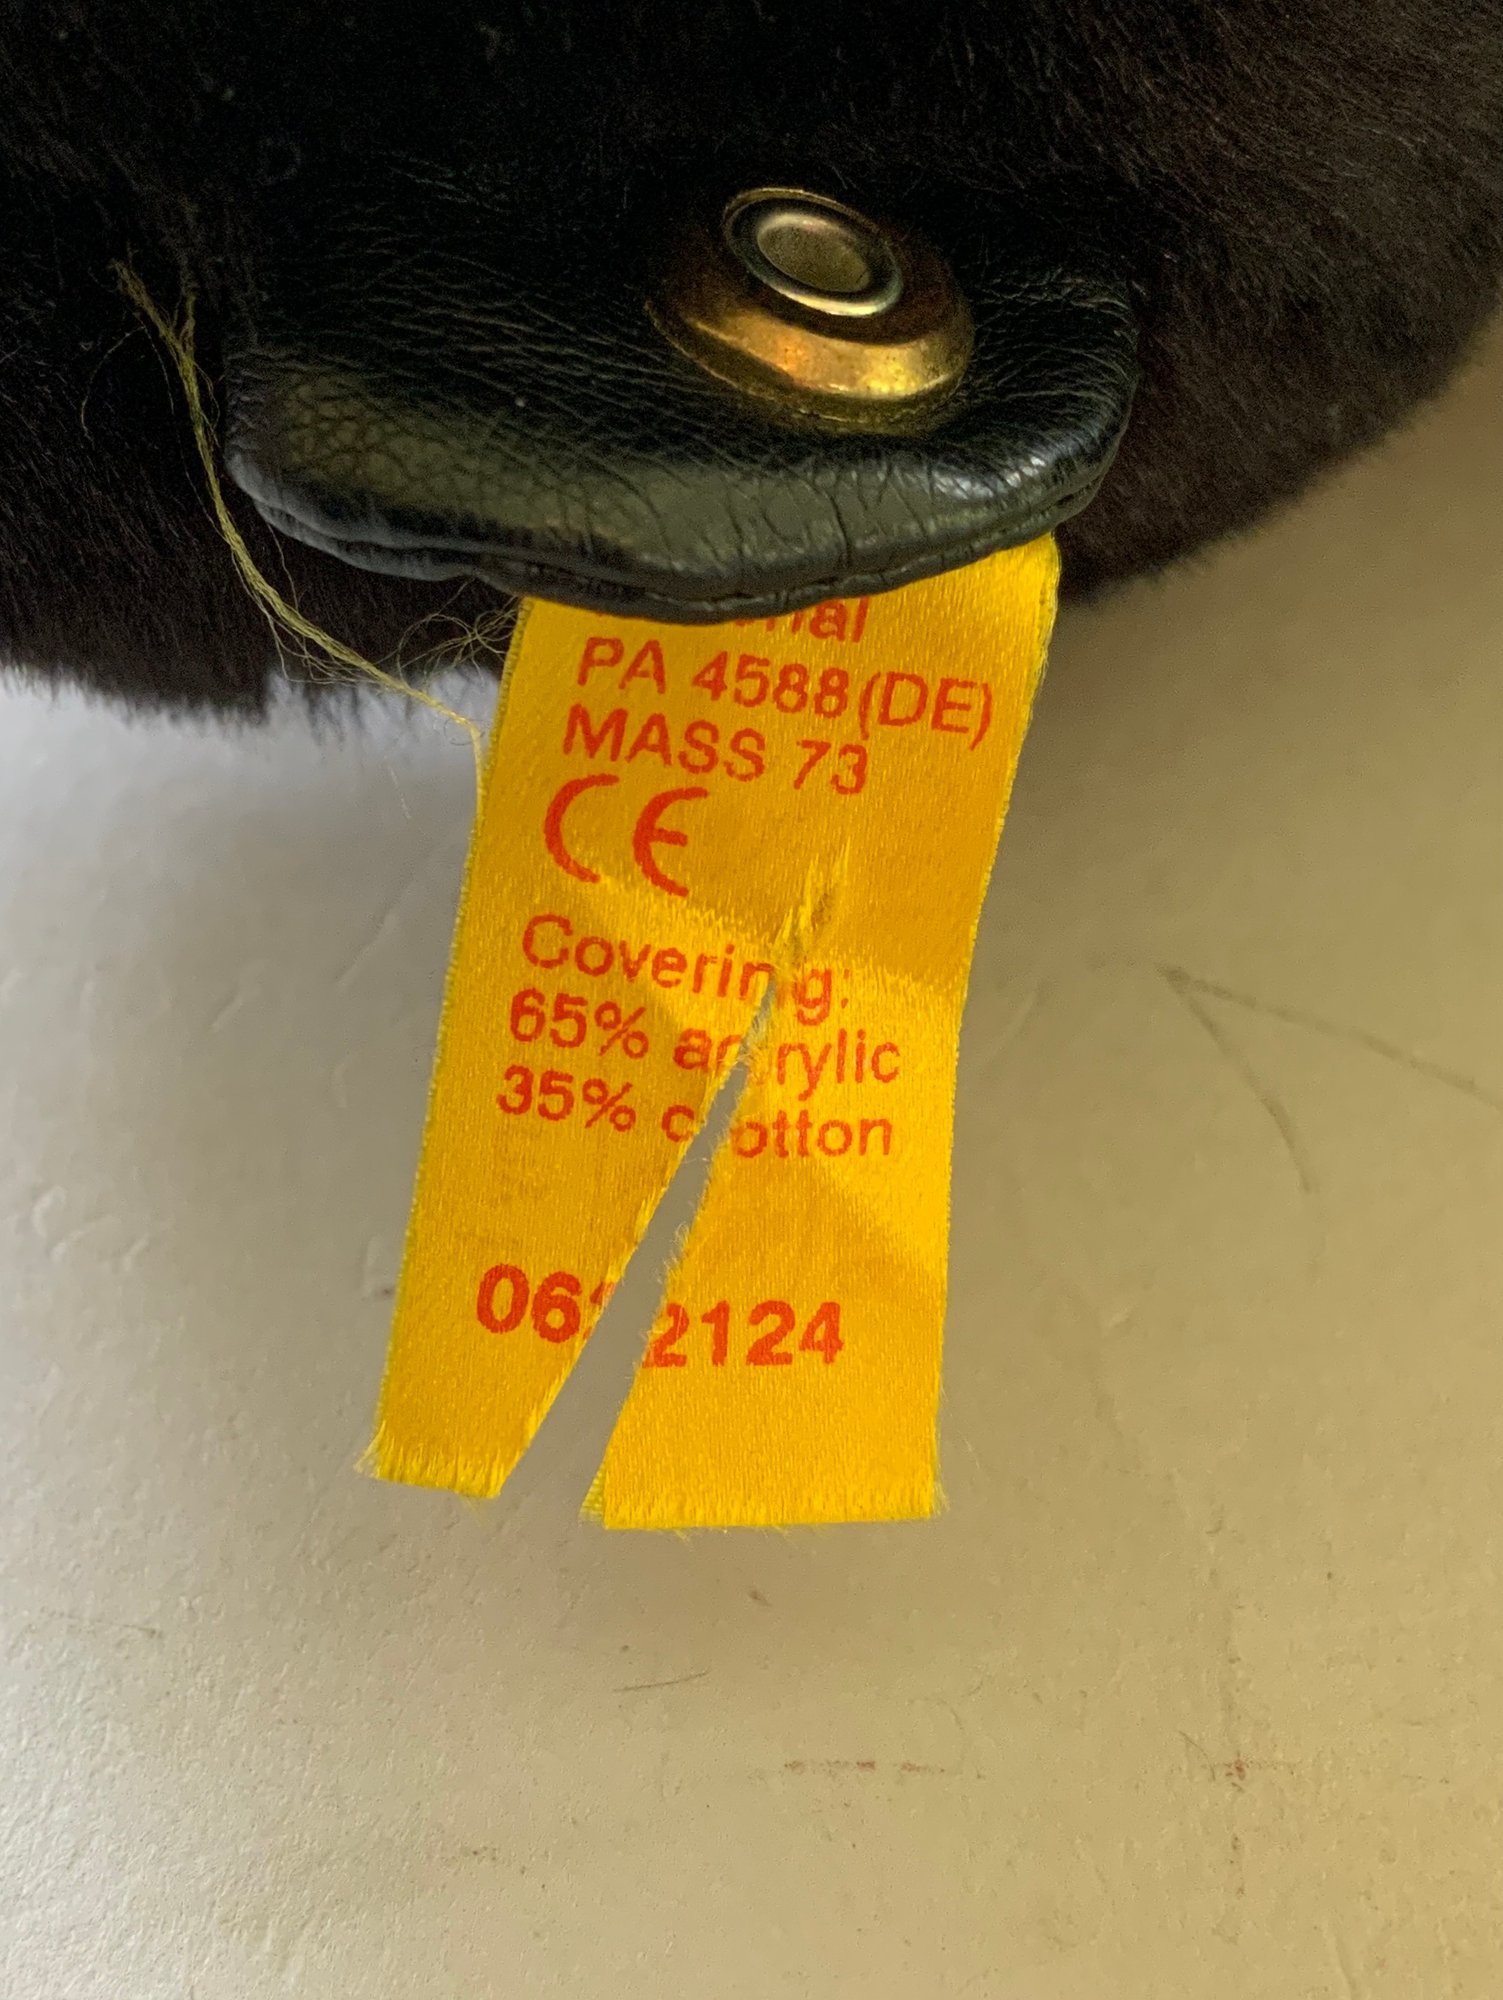 PA 4588 (DE)
MASS 73
CE
Covering:
65% acrylic
35% cotton